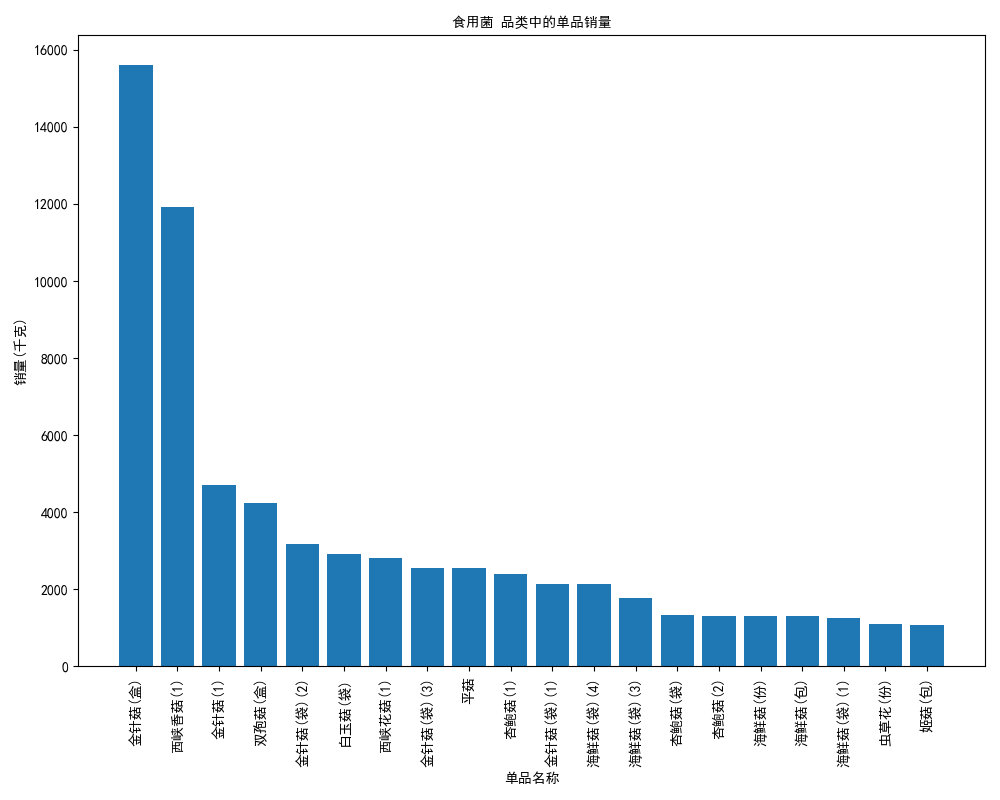 食用菌 品类中的单品销量
16000
14000
12000
10000
8000
6000
4000
2000
0
销量(千克)
金针菇(盒)
西峡香菇(1)
金针菇(1)
双孢菇(盒)
金针菇(袋)(2)
白玉菇(袋)
西峡花菇(1)
金针菇(袋)(3)
平菇
杏鲍菇(1)
金针菇(袋)(1)
海鲜菇(袋)(4)
海鲜菇(袋)(3)
杏鲍菇(袋)
杏鲍菇(2)
海鲜菇(份)
海鲜菇(包)
海鲜菇(袋)(1)
虫草花(份)
姬菇(包)
单品名称